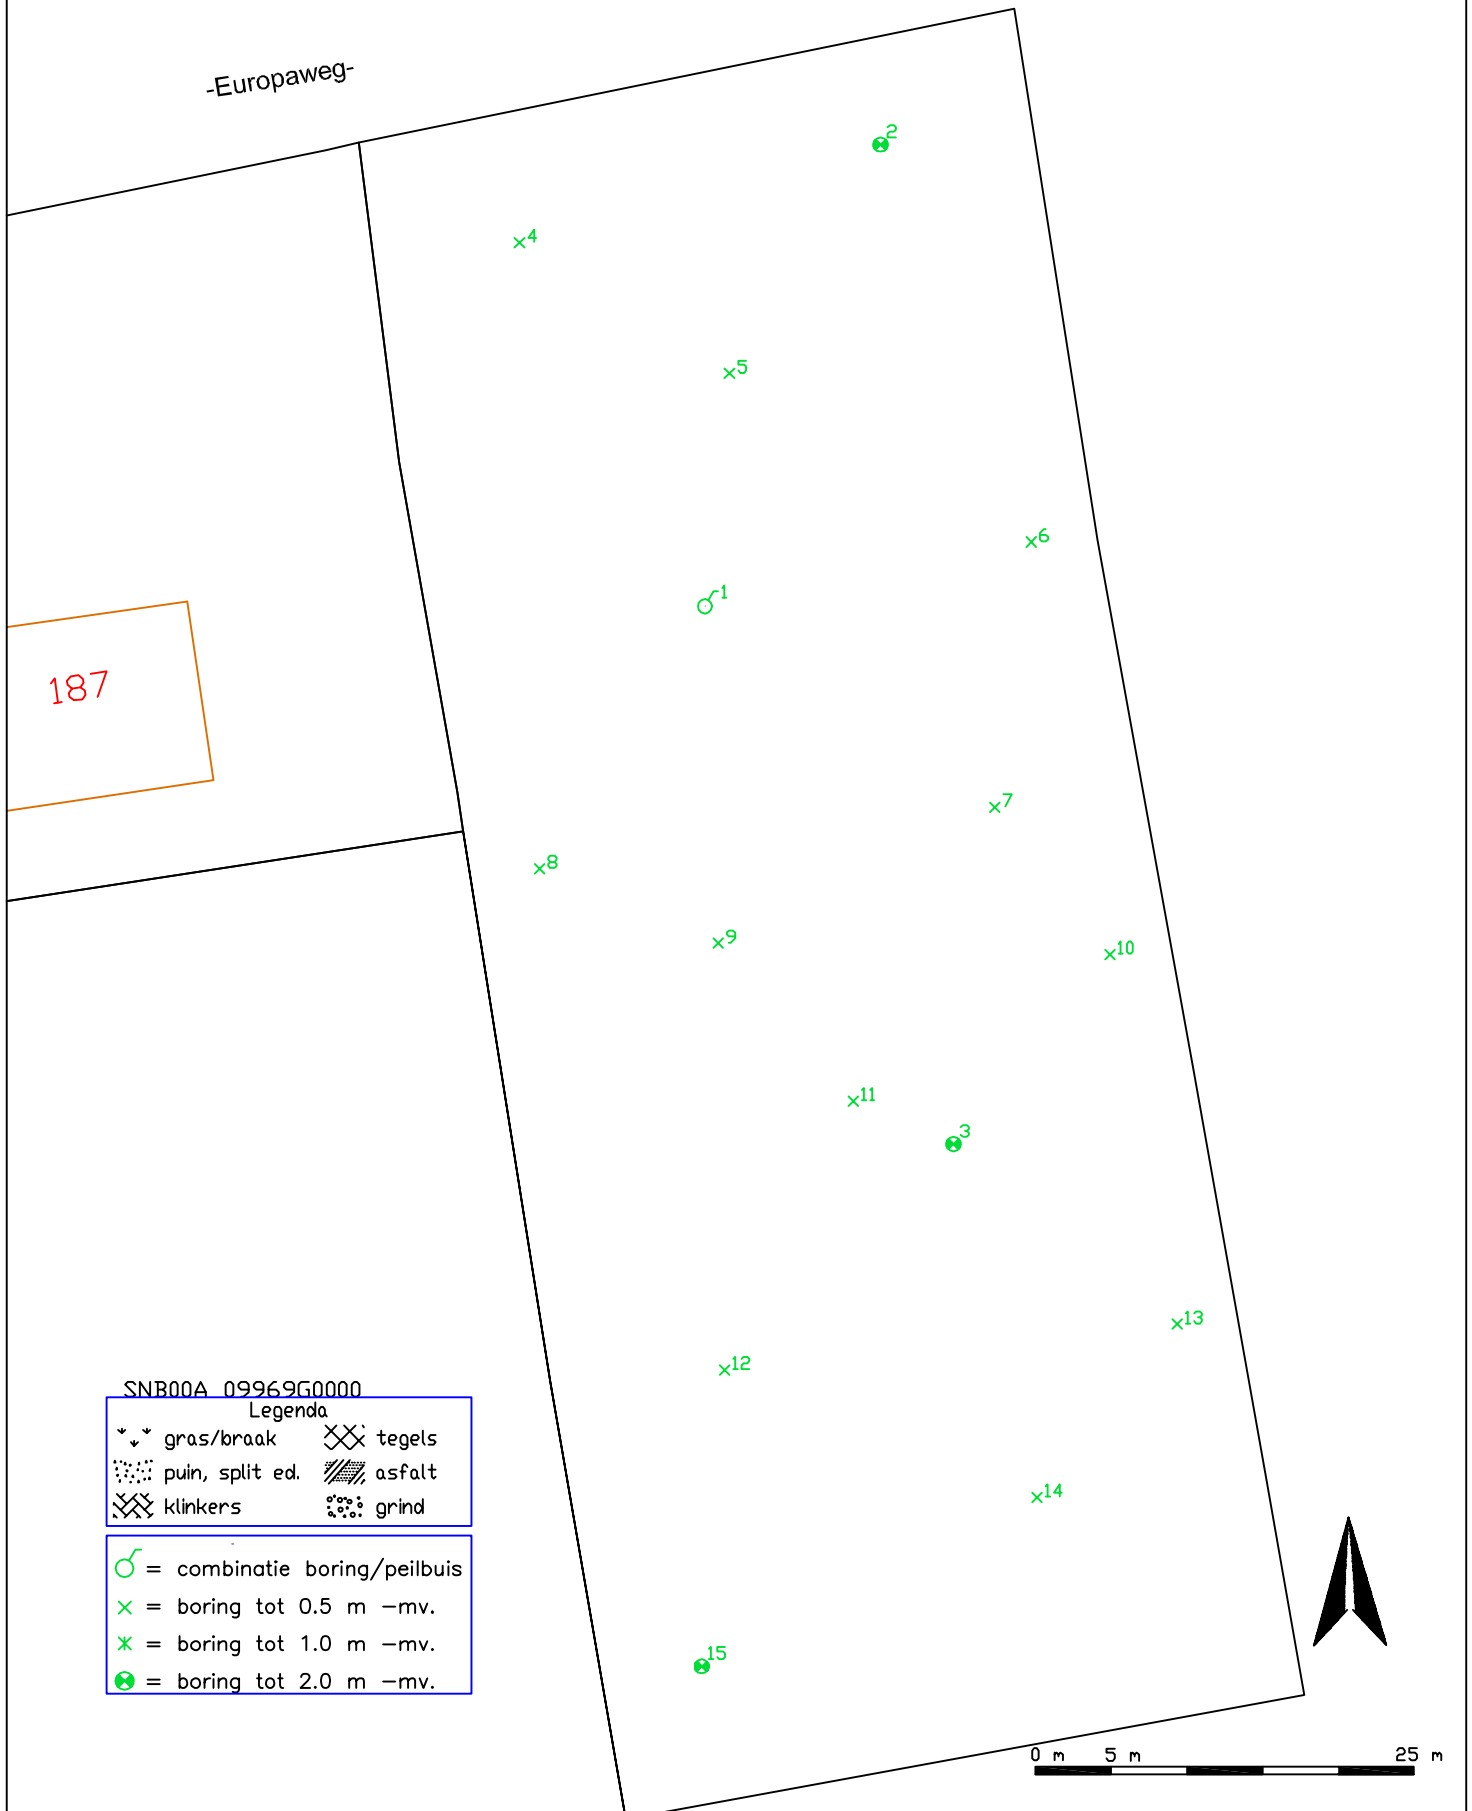 -Europaweg-
2
4
5
6
1
187
7
8
9
10
11
3
13
12
SNB00A 09969G0000
Legenda
gras/braak tegels
puin, split ed. asfalt
klinkers grind
14
= combinatie boring/peilbuis
= boring tot 0.5 m -mv.
= boring tot 1.0 m -mv.
= boring tot 2.0 m -mv.
15
0 m 5 m 25 m